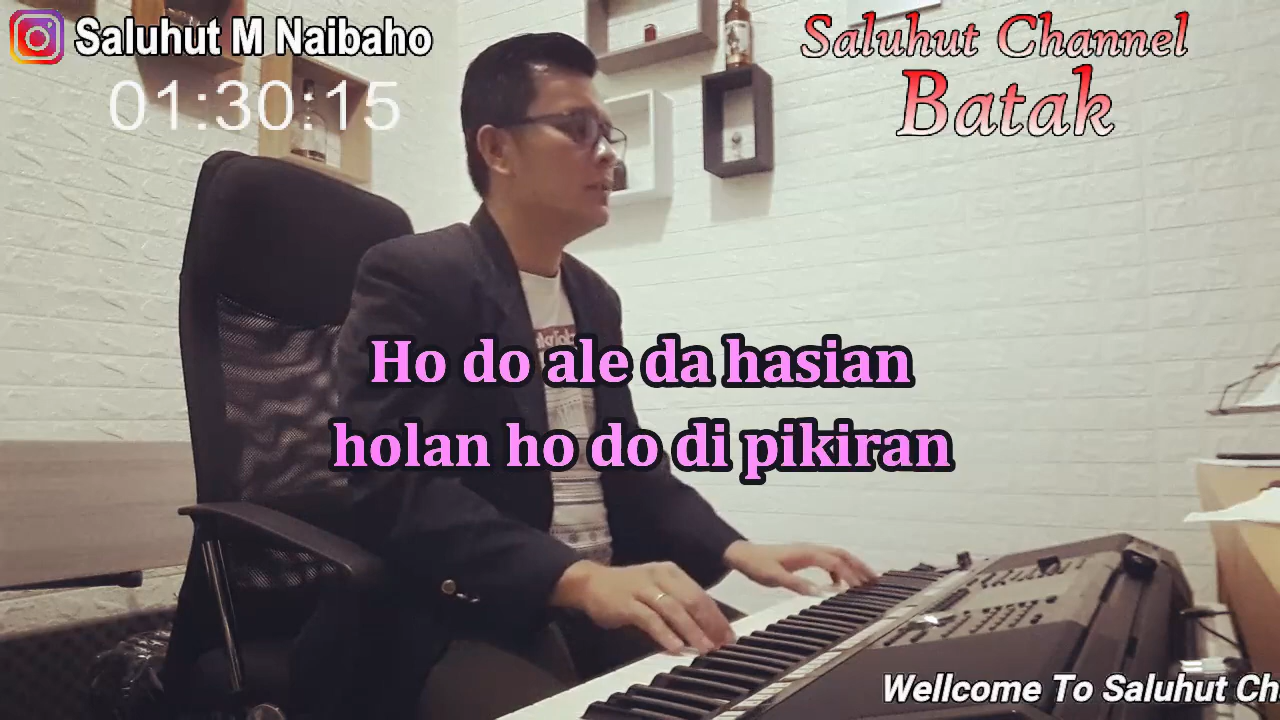 Saluhut M Naibaho
01:30:15
Saluhut Channel
Batak
Ho do ale da hasian
holan ho do di pikiran
Wellcome To Saluhut Ch